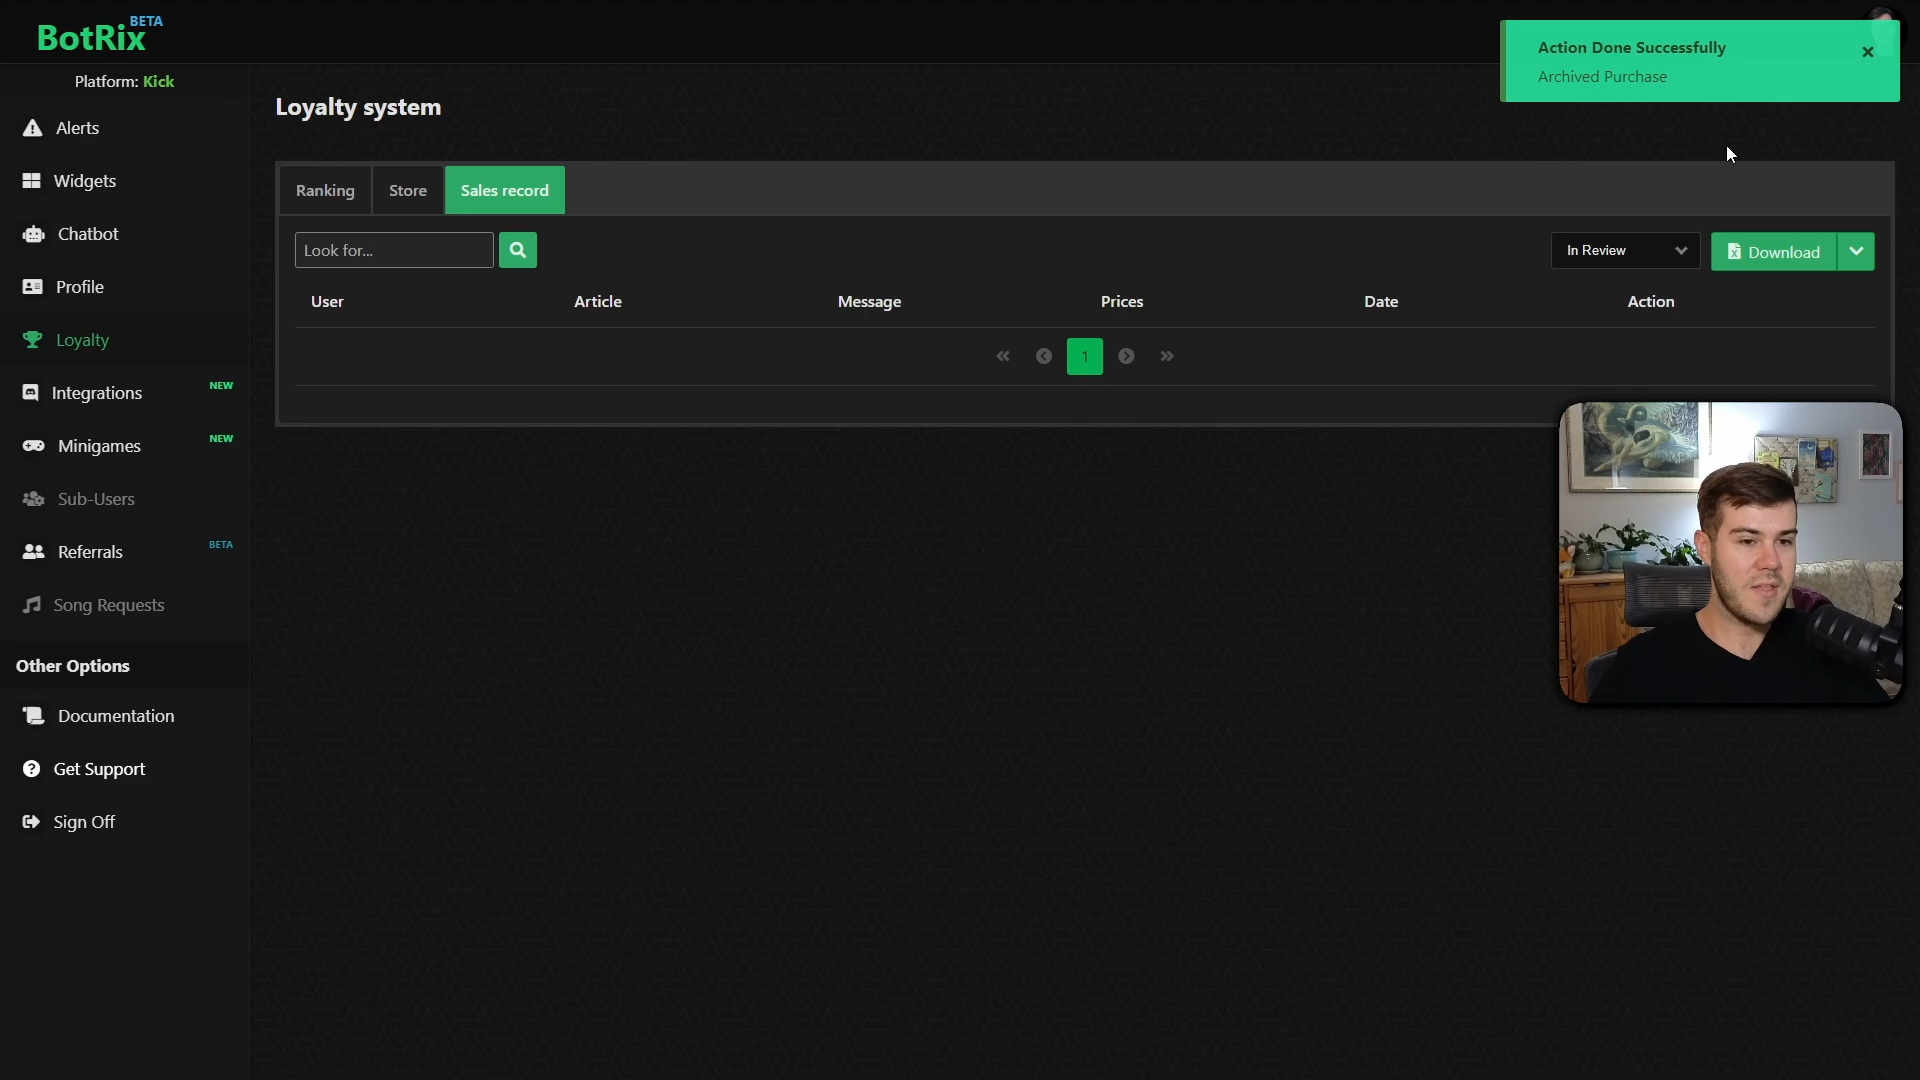 BotRix BETA
Platform: Kick
Alerts
Widgets
Chatbot
Profile
Loyalty
Integrations NEW
Minigames NEW
Sub-Users
Referrals BETA
Song Requests
Other Options
Documentation
Get Support
Sign Off
Action Done Successfully
Archived Purchase
Loyalty system
Ranking Store Sales record
Look for...
In Review Download
User Article Message Prices Date Action
1